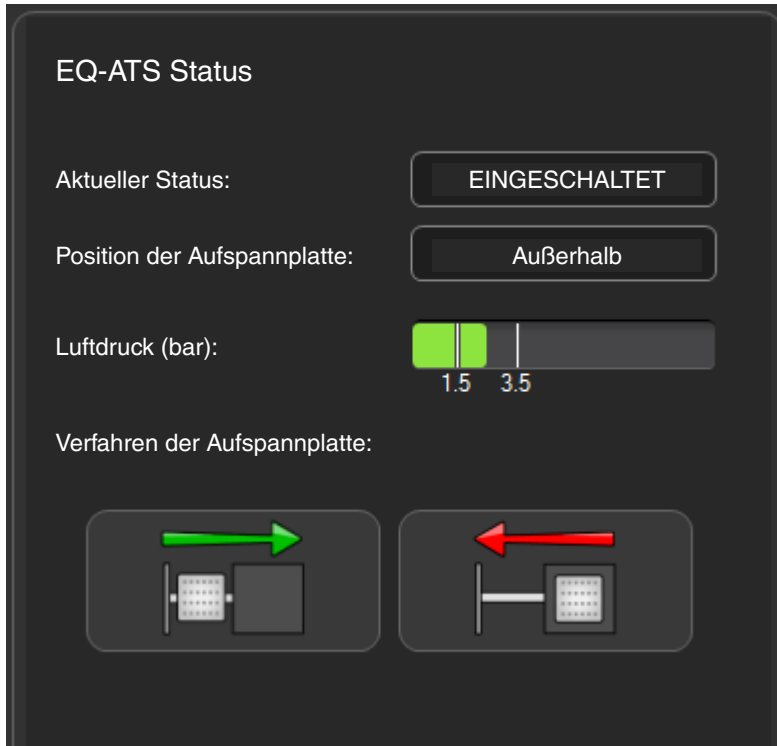 EQ-ATS Status
Aktueller Status: EINGESCHALTET
Position der Aufspannplatte: Außerhalb
Luftdruck (bar):
1.5 3.5
Verfahren der Aufspannplatte: